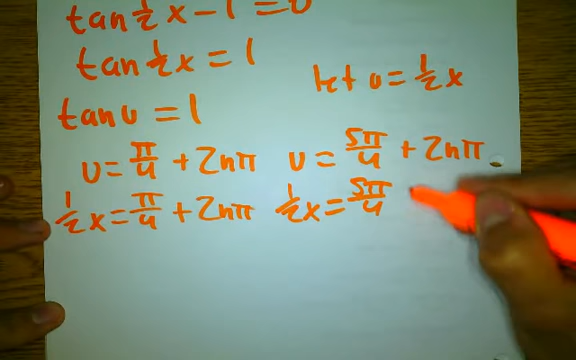 tan ½x - 1 = 0
tan ½x = 1
let u = ½x
tan u = 1
u = π/4 + 2nπ u = 5π/4 + 2nπ
½x = π/4 + 2nπ ½x = 5π/4